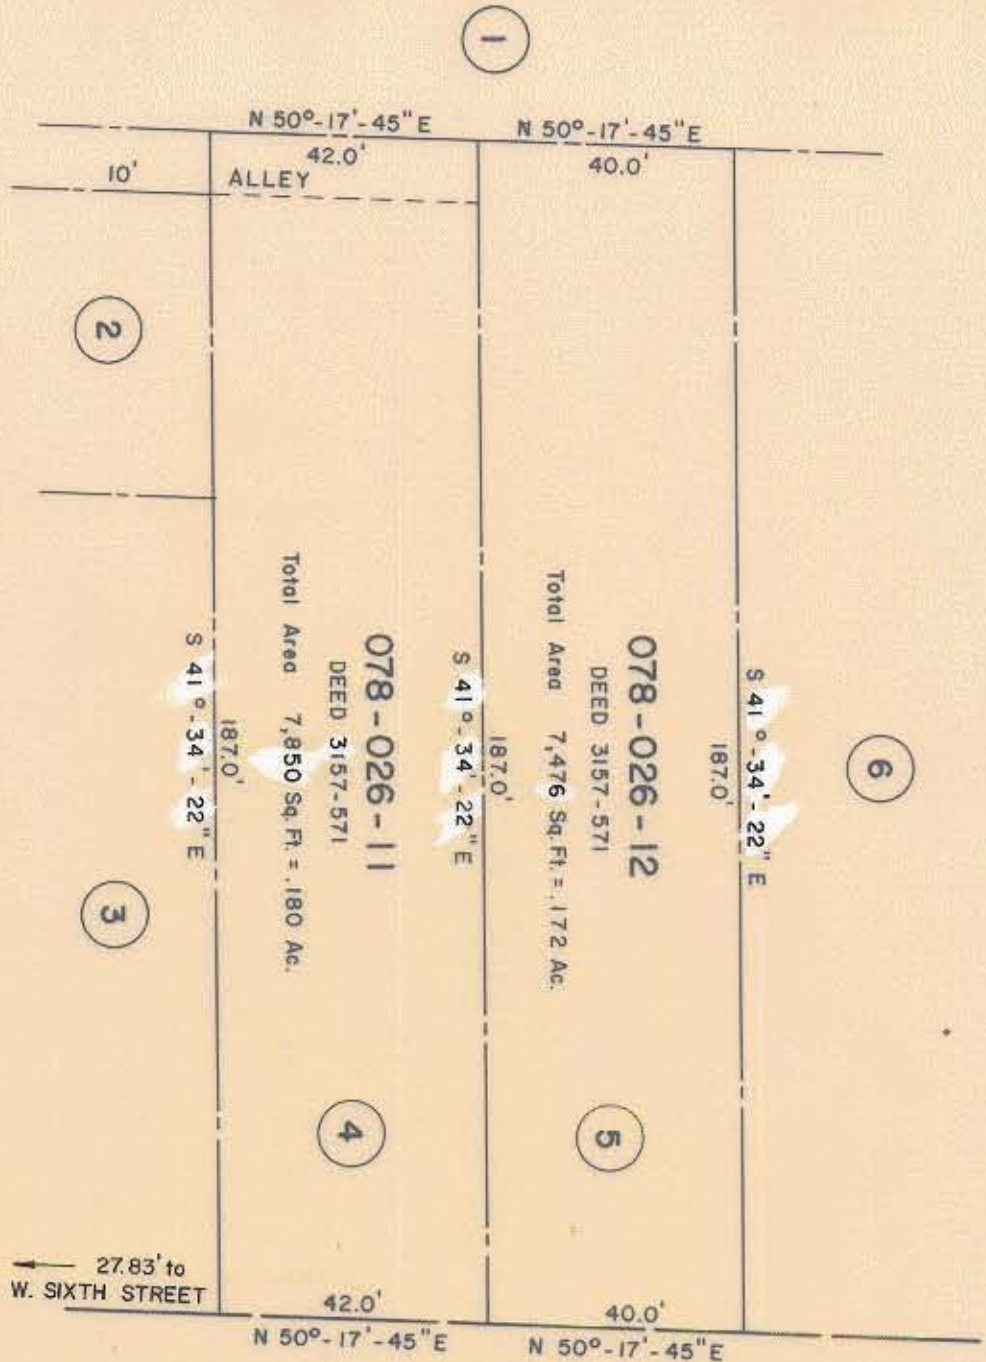 1
N 50°-17'-45"E
N 50°-17'-45"E
42.0'
40.0'
10'
ALLEY
2
S 41°-34'-22"E
187.0'
6
078-026-12
DEED 3157-571
Total Area 7,476 Sq.Ft. = .172 Ac.
187.0'
S 41°-34'-22"E
078-026-11
DEED 3157-571
Total Area 7,850 Sq.Ft. = .180 Ac.
187.0'
S 41°-34'-22"E
3
4
5
27.83' to
W. SIXTH STREET
42.0'
40.0'
N 50°-17'-45"E
N 50°-17'-45"E